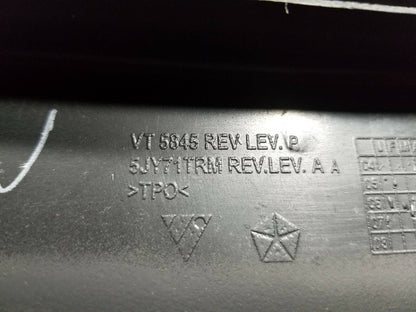 VT 5845 REV. LEV. P
5JY71TRM REV.LEV. A A
>TPO<